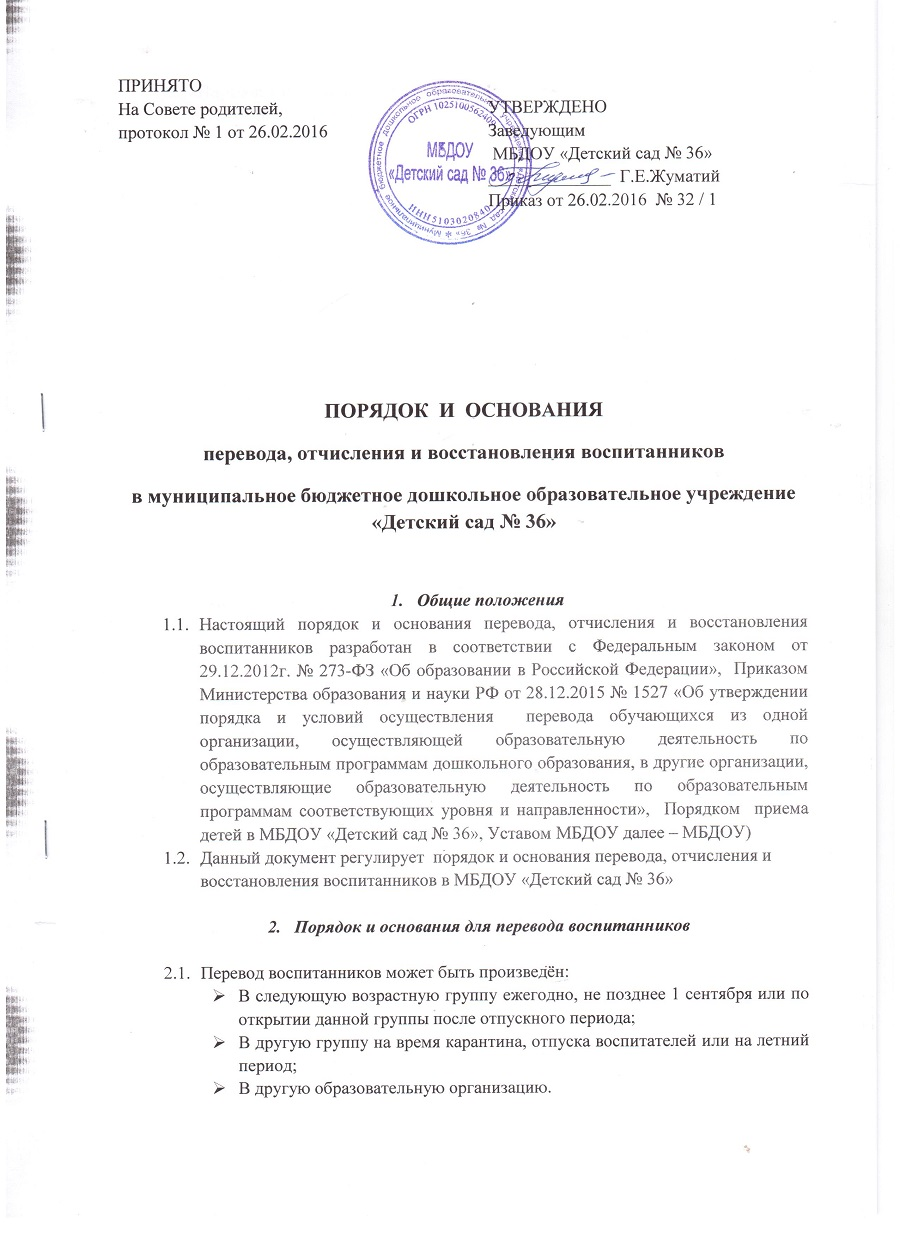 ПРИНЯТО
На Совете родителей,
протокол № 1 от 26.02.2016
УТВЕРЖДЕНО
Заведующим
МБДОУ «Детский сад № 36»
Г.Е.Жуматий
Приказ от 26.02.2016 № 32 / 1
МБДОУ
«Детский сад № 36»
ИНН5103020840
ПОРЯДОК И ОСНОВАНИЯ
перевода, отчисления и восстановления воспитанников
в муниципальное бюджетное дошкольное образовательное учреждение
«Детский сад № 36»
1. Общие положения
1.1. Настоящий порядок и основания перевода, отчисления и восстановления
воспитанников разработан в соответствии с Федеральным законом от
29.12.2012г. № 273-ФЗ «Об образовании в Российской Федерации», Приказом
Министерства образования и науки РФ от 28.12.2015 № 1527 «Об утверждении
порядка и условий осуществления перевода обучающихся из одной
организации, осуществляющей образовательную деятельность по
образовательным программам дошкольного образования, в другие организации,
осуществляющие образовательную деятельность по образовательным
программам соответствующих уровня и направленности», Порядком приема
детей в МБДОУ «Детский сад № 36», Уставом МБДОУ далее – МБДОУ)
1.2. Данный документ регулирует порядок и основания перевода, отчисления и
восстановления воспитанников в МБДОУ «Детский сад № 36»
2. Порядок и основания для перевода воспитанников
2.1. Перевод воспитанников может быть произведён:
➢ В следующую возрастную группу ежегодно, не позднее 1 сентября или по
открытии данной группы после отпускного периода;
➢ В другую группу на время карантина, отпуска воспитателей или на летний
период;
➢ В другую образовательную организацию.